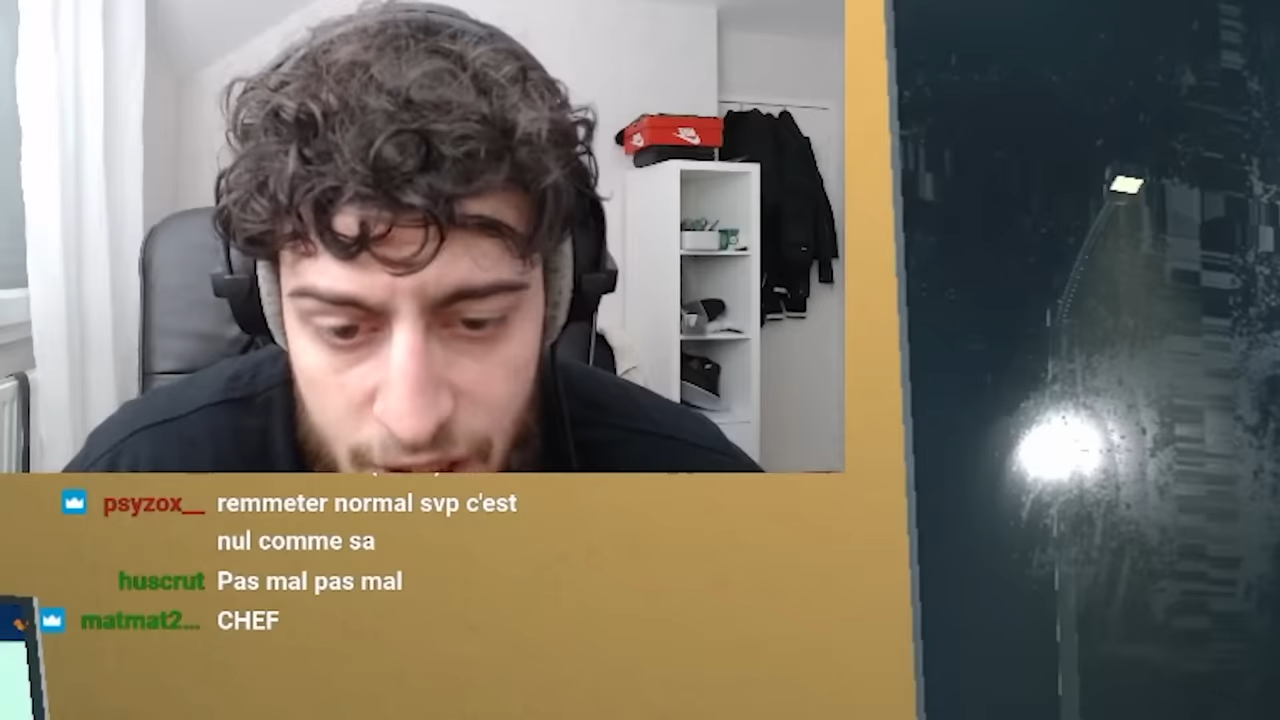 psyzox__ remmeter normal svp c'est
nul comme sa
huscrut Pas mal pas mal
matmat2... CHEF